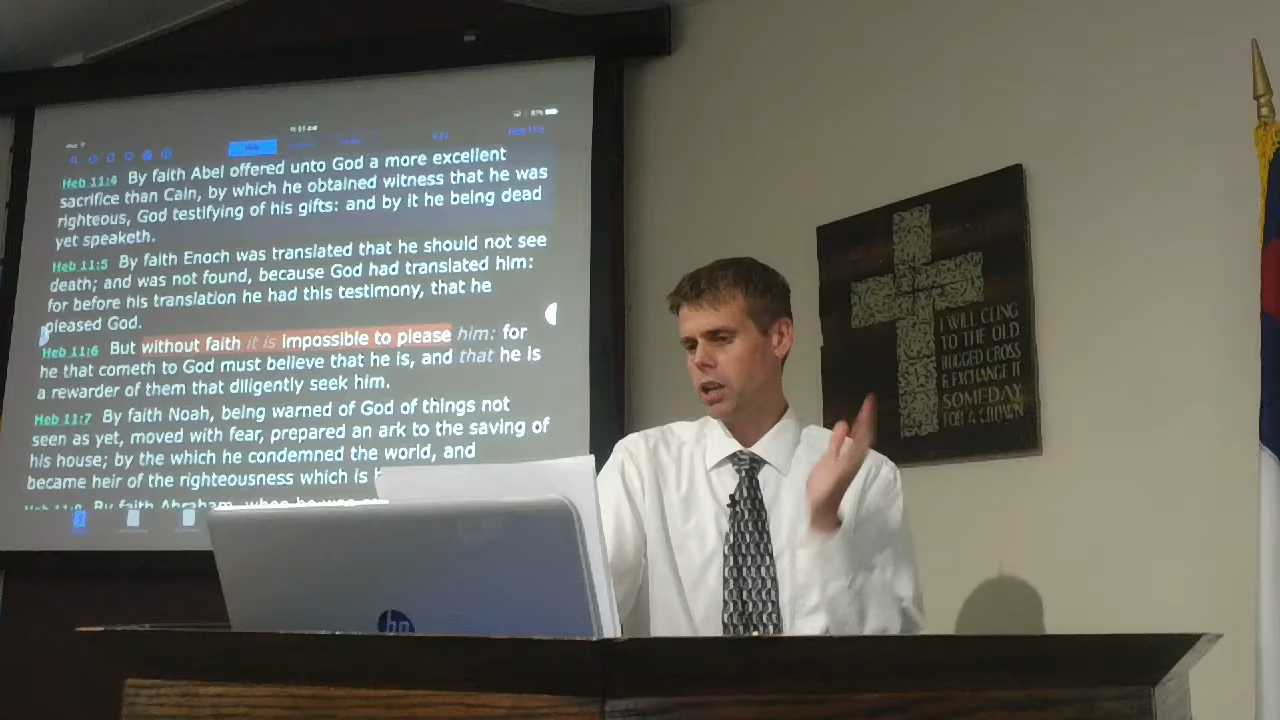 Heb 11:4 By faith Abel offered unto God a more excellent
sacrifice than Cain, by which he obtained witness that he was
righteous, God testifying of his gifts: and by it he being dead
yet speaketh.
Heb 11:5 By faith Enoch was translated that he should not see
death; and was not found, because God had translated him:
for before his translation he had this testimony, that he
pleased God.
Heb 11:6 But without faith it is impossible to please him: for
he that cometh to God must believe that he is, and that he is
a rewarder of them that diligently seek him.
Heb 11:7 By faith Noah, being warned of God of things not
seen as yet, moved with fear, prepared an ark to the saving of
his house; by the which he condemned the world, and
became heir of the righteousness which is
By faith Abraham, when he was
hp
I WILL CLING
TO THE OLD
RUGGED CROSS
& EXCHANGE IT
SOMEDAY
FOR A CROWN